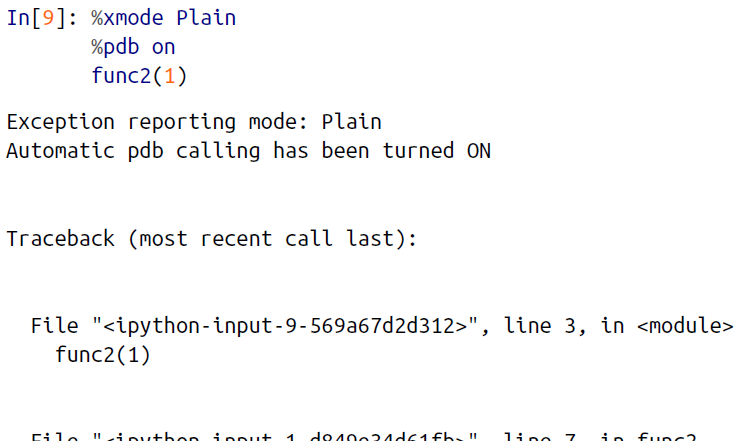 In[9]: %xmode Plain
%pdb on
func2(1)
Exception reporting mode: Plain
Automatic pdb calling has been turned ON
Traceback (most recent call last):
File "<ipython-input-9-569a67d2d312>", line 3, in <module>
func2(1)
File "<ipython-input-1-d849e34d61fb>", line 7, in func2